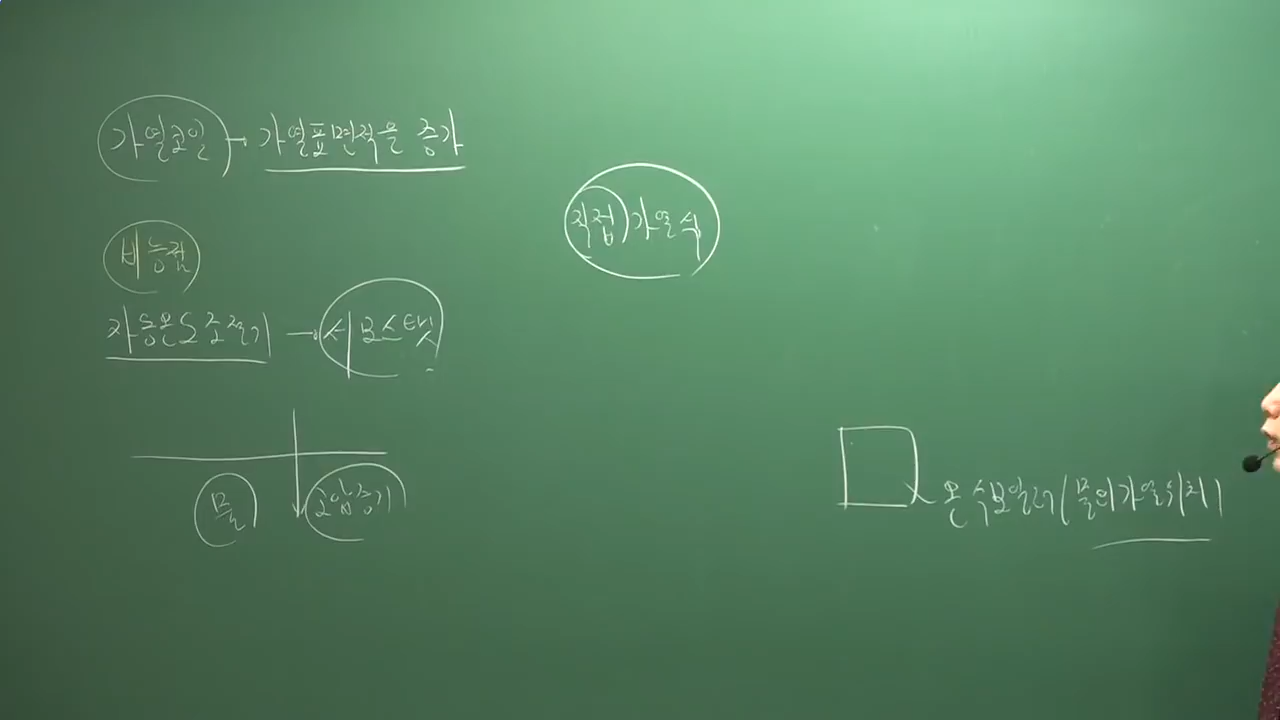 가열코일 → 가열표면적을 증가
직접 가열식
비등점
자동온도조절기 → 서모스탯
물 고압증기
온수보일러(물의 가열위치)